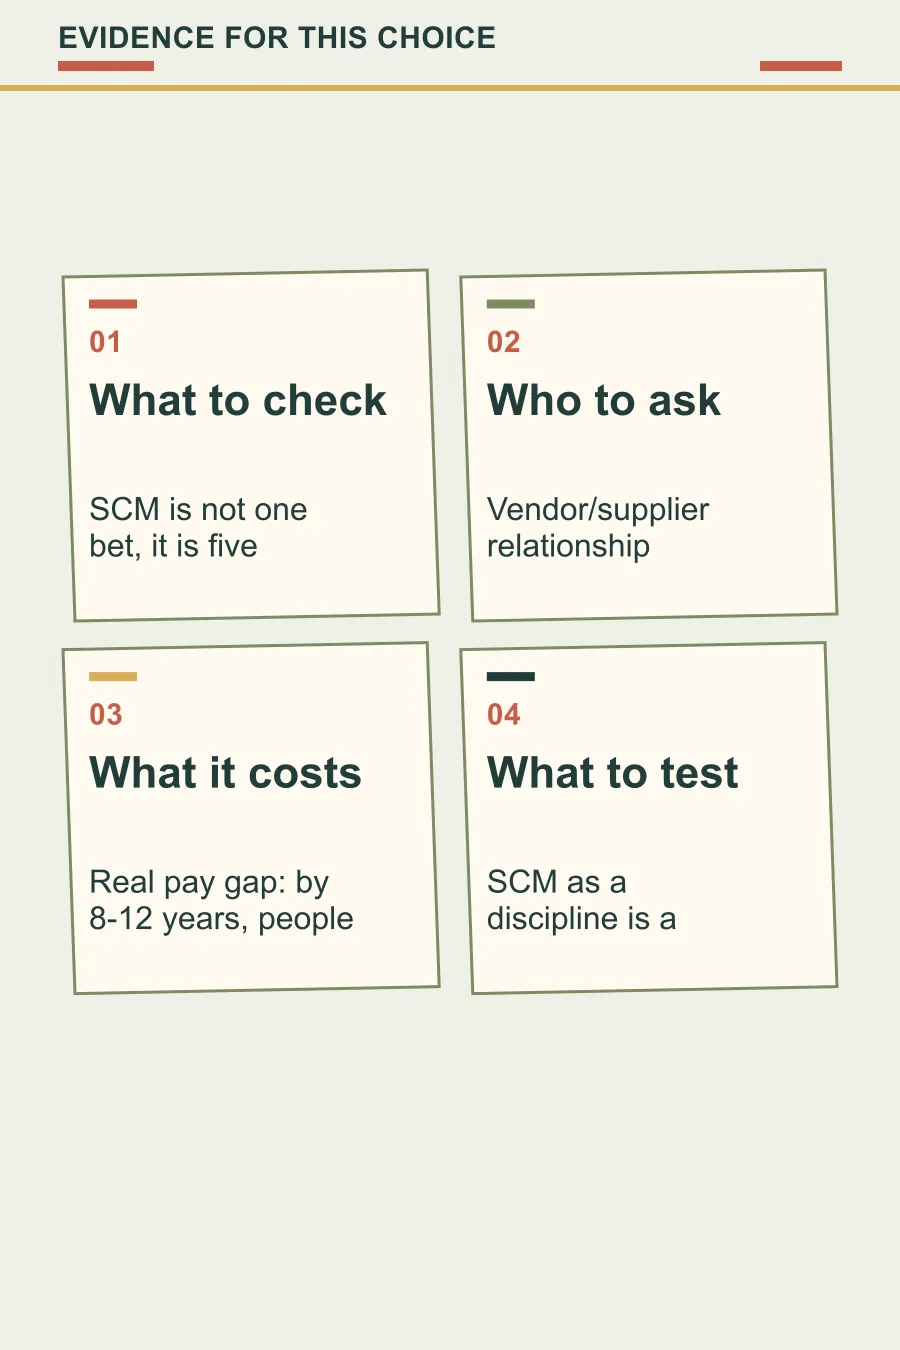 EVIDENCE FOR THIS CHOICE
01
What to check
SCM is not one
bet, it is five
02
Who to ask
Vendor/supplier
relationship
03
What it costs
Real pay gap: by
8-12 years, people
04
What to test
SCM as a
discipline is a